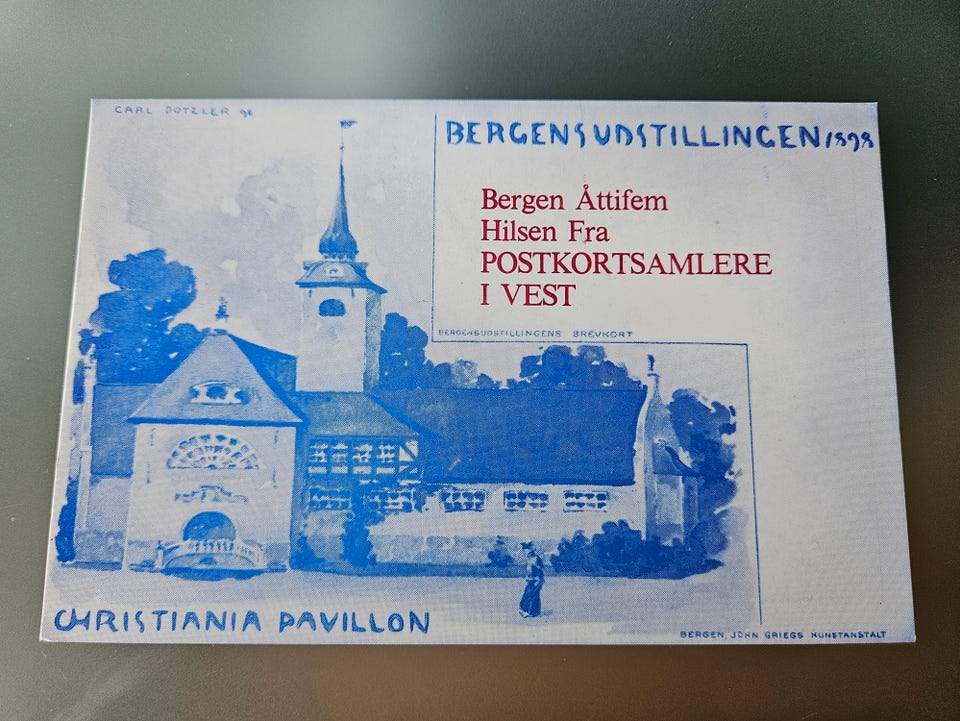 CARL DOTZLER 98
BERGENSUDSTILLINGEN 1898
Bergen Åttifem
Hilsen Fra
POSTKORTSAMLERE
I VEST
BERGENSUDSTILLINGENS BREVKORT
CHRISTIANIA PAVILLON
BERGEN, JOHN GRIEGS KUNSTANSTALT